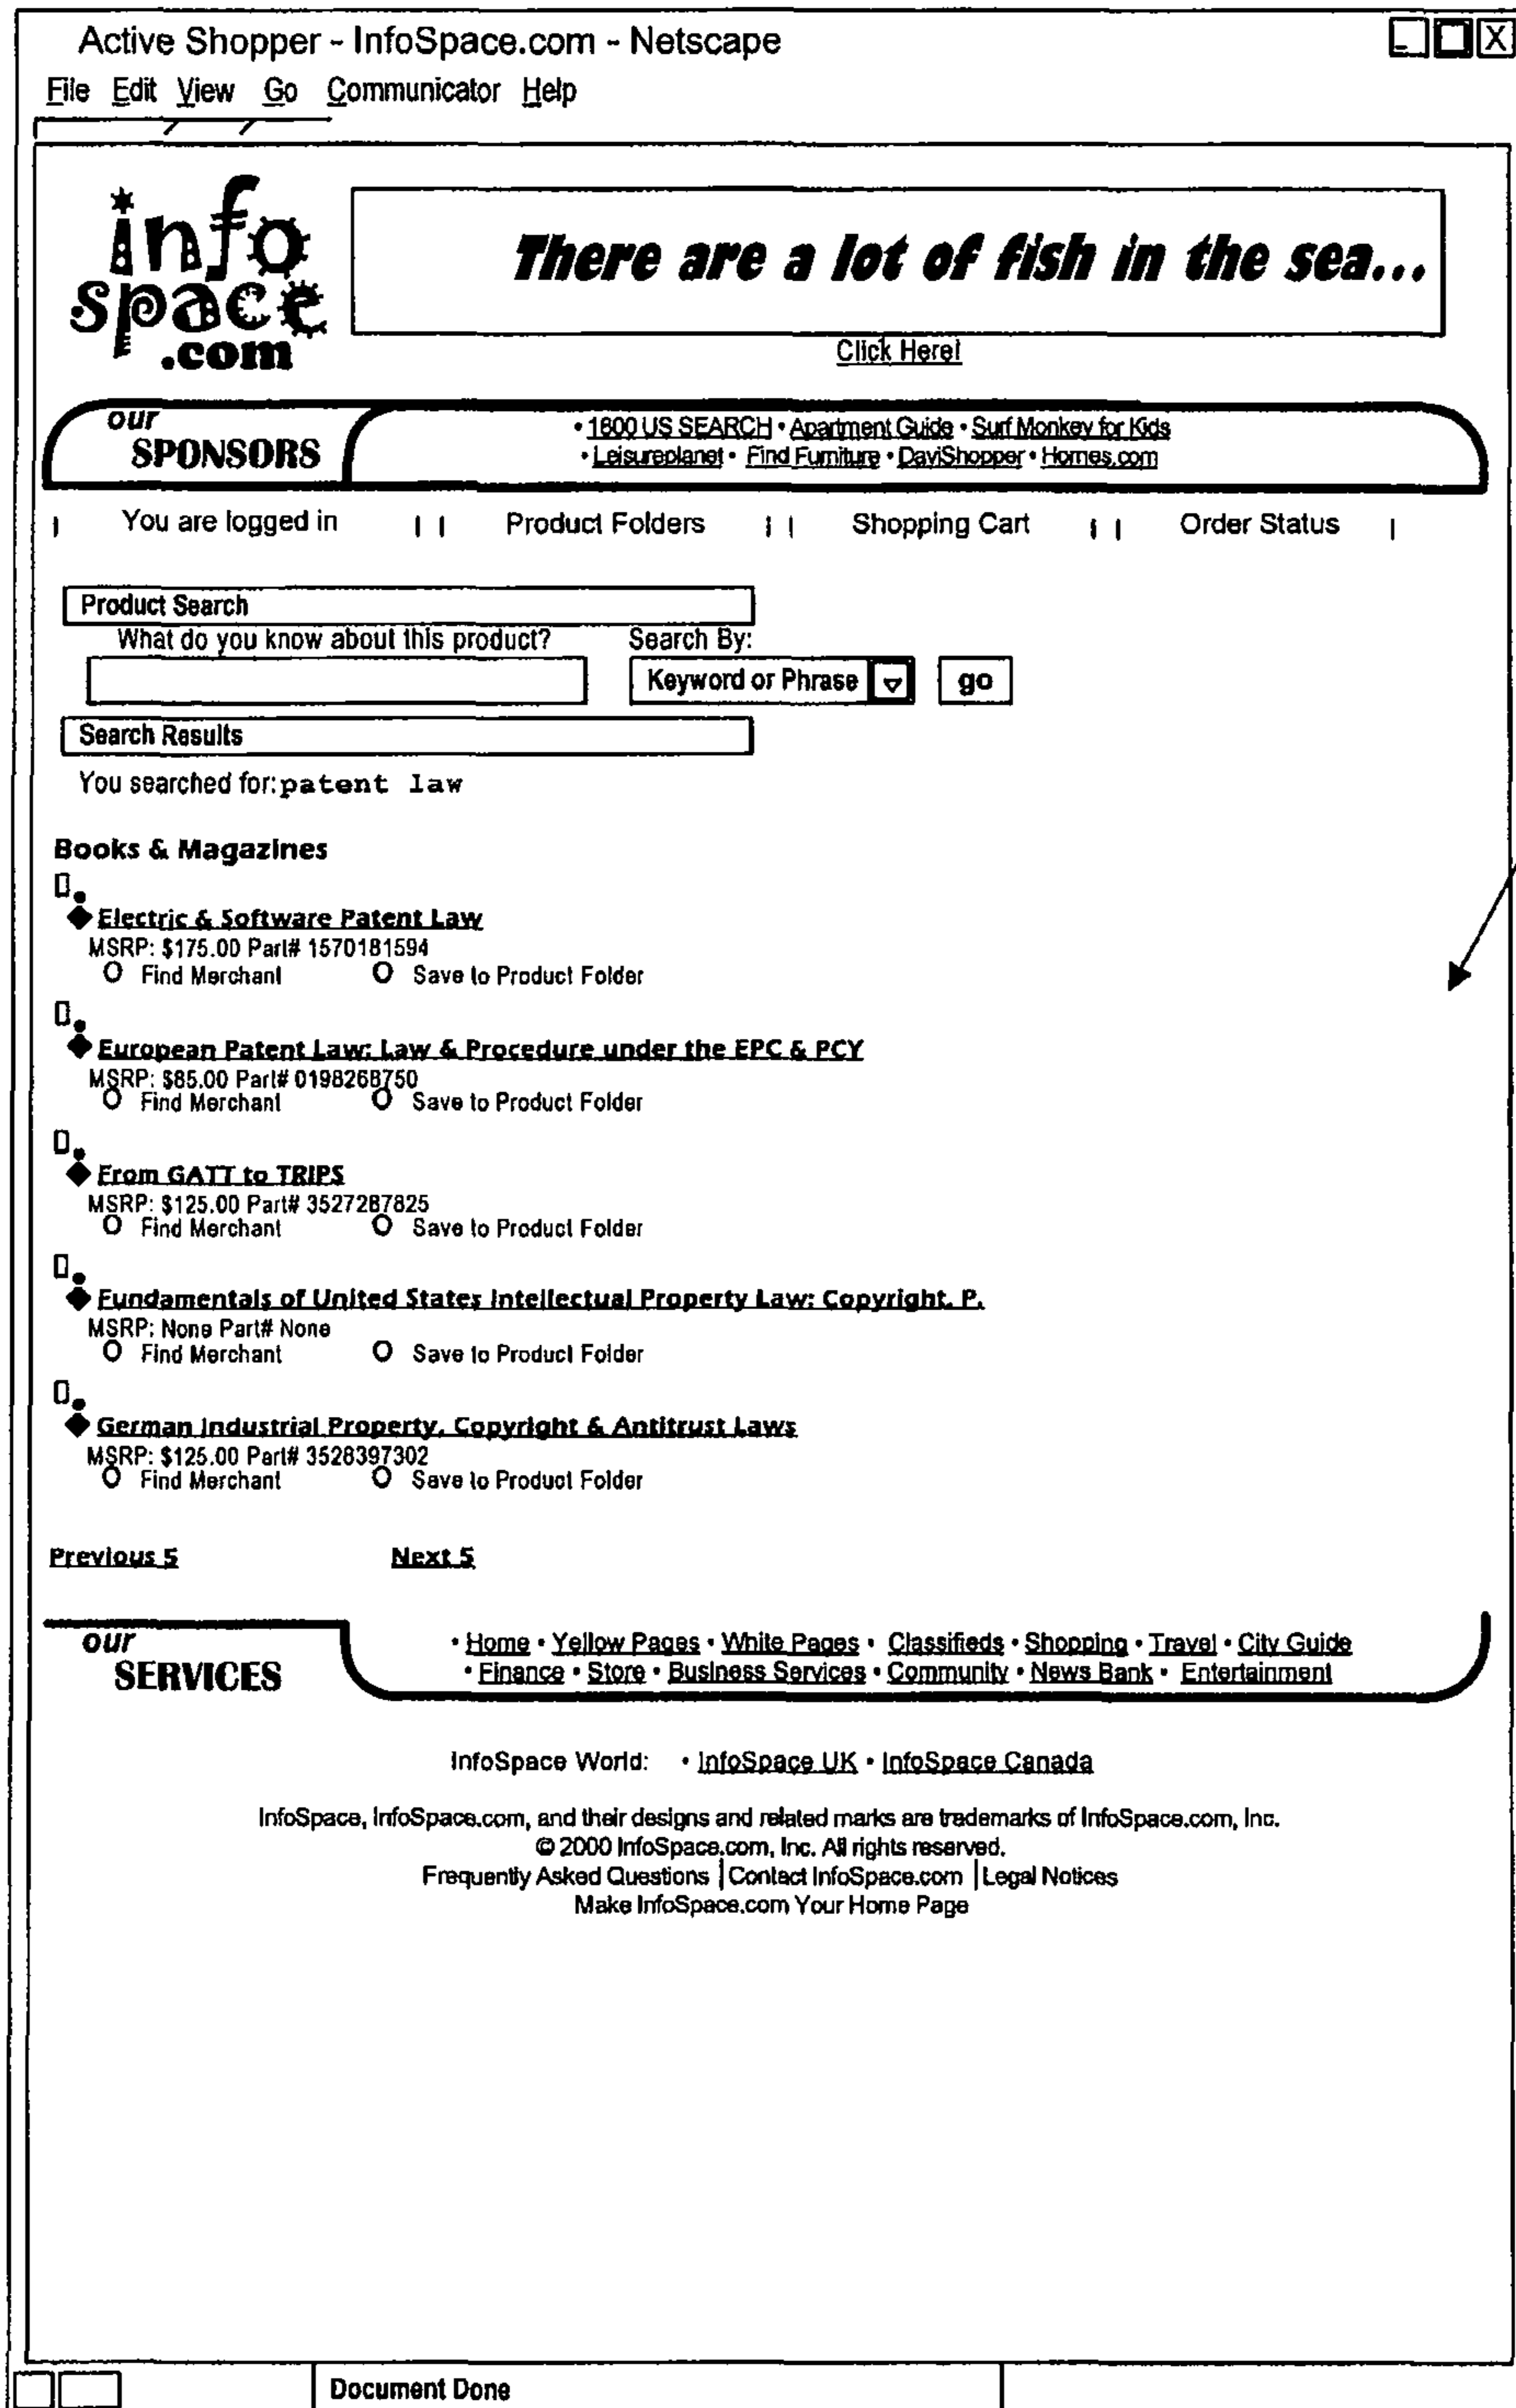 Active Shopper - InfoSpace.com - Netscape
File Edit View Go Communicator Help
info
space
.com
There are a lot of fish in the sea...
Click Here!
our
SPONSORS
• 1800 US SEARCH • Apartment Guide • Surf Monkey for Kids
• Leisureplanet • Find Furniture • DaviShopper • Homes.com
You are logged in | | Product Folders | | Shopping Cart | | Order Status |
Product Search
What do you know about this product? Search By:
Keyword or Phrase go
Search Results
You searched for: patent law
Books & Magazines
Electric & Software Patent Law
MSRP: $175.00 Part# 1570181594
O Find Merchant O Save to Product Folder
European Patent Law: Law & Procedure under the EPC & PCY
MSRP: $85.00 Part# 0198268750
O Find Merchant O Save to Product Folder
From GATT to TRIPS
MSRP: $125.00 Part# 3527287825
O Find Merchant O Save to Product Folder
Fundamentals of United States Intellectual Property Law: Copyright. P.
MSRP: None Part# None
O Find Merchant O Save to Product Folder
German Industrial Property, Copyright & Antitrust Laws
MSRP: $125.00 Part# 3528397302
O Find Merchant O Save to Product Folder
Previous 5 Next 5
our
SERVICES
• Home • Yellow Pages • White Pages • Classifieds • Shopping • Travel • City Guide
• Finance • Store • Business Services • Community • News Bank • Entertainment
InfoSpace World: • InfoSpace UK • InfoSpace Canada
InfoSpace, InfoSpace.com, and their designs and related marks are trademarks of InfoSpace.com, Inc.
© 2000 InfoSpace.com, Inc. All rights reserved.
Frequently Asked Questions | Contact InfoSpace.com | Legal Notices
Make InfoSpace.com Your Home Page
Document Done